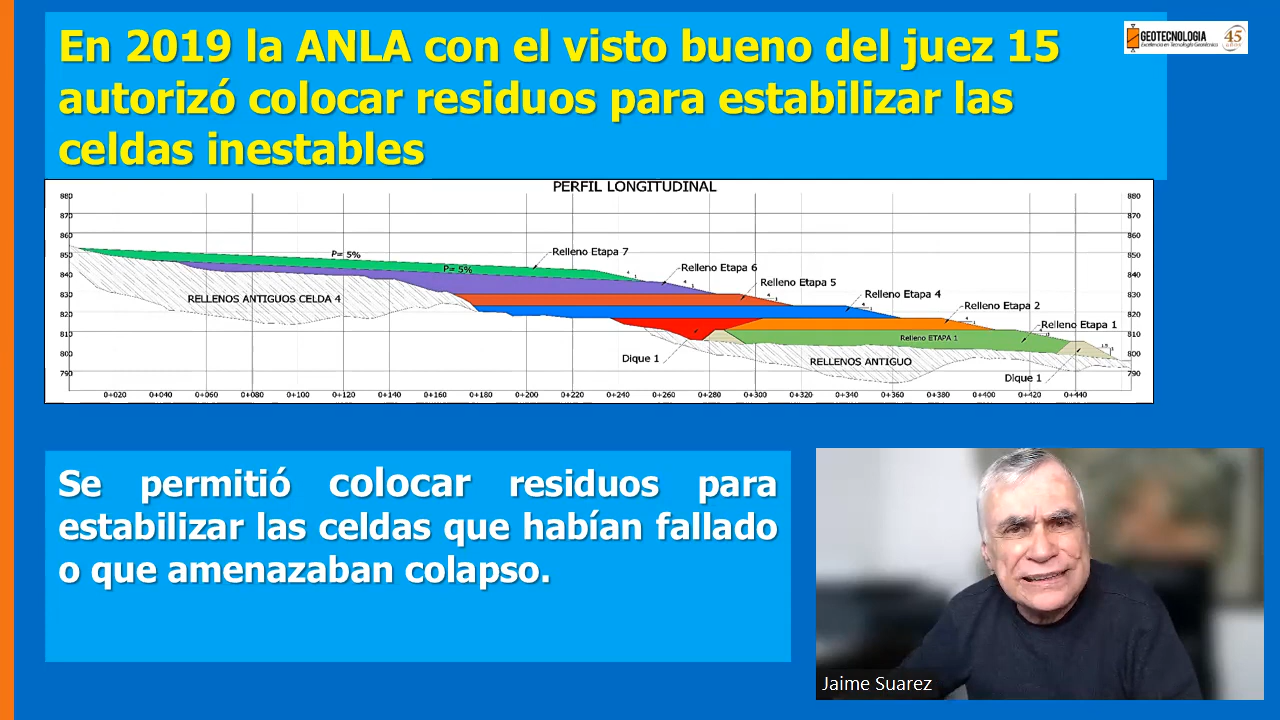 En 2019 la ANLA con el visto bueno del juez 15
autorizó colocar residuos para estabilizar las
celdas inestables
GEOTECNOLOGIA
Excelencia en Tecnología Geotécnica
45
AÑOS
PERFIL LONGITUDINAL
880
870
860
850
840
830
820
810
800
790
880
870
860
850
840
830
820
810
800
790
P= 5%
P= 5%
Relleno Etapa 7
Relleno Etapa 6
Relleno Etapa 5
Relleno Etapa 4
Relleno Etapa 2
Relleno Etapa 1
RELLENOS ANTIGUOS CELDA 4
Relleno ETAPA 1
Dique 1
RELLENOS ANTIGUO
Dique 1
0+020 0+040 0+060 0+080 0+100 0+120 0+140 0+160 0+180 0+200 0+220 0+240 0+260 0+280 0+300 0+320 0+340 0+360 0+380 0+400 0+420 0+440
Se permitió colocar residuos para
estabilizar las celdas que habían fallado
o que amenazaban colapso.
Jaime Suarez